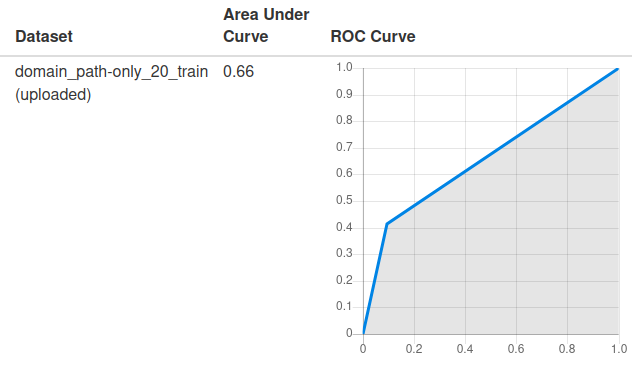 Area Under
Dataset Curve ROC Curve
domain_path-only_20_train 0.66
(uploaded)
1.0
0.9
0.8
0.7
0.6
0.5
0.4
0.3
0.2
0.1
0
0 0.2 0.4 0.6 0.8 1.0